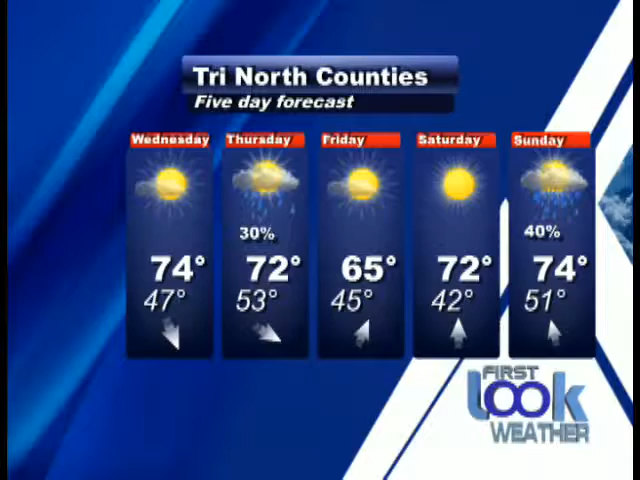 Tri North Counties
Five day forecast
Wednesday Thursday Friday Saturday Sunday
30% 40%
74° 72° 65° 72° 74°
47° 53° 45° 42° 51°
FIRST
Look
WEATHER